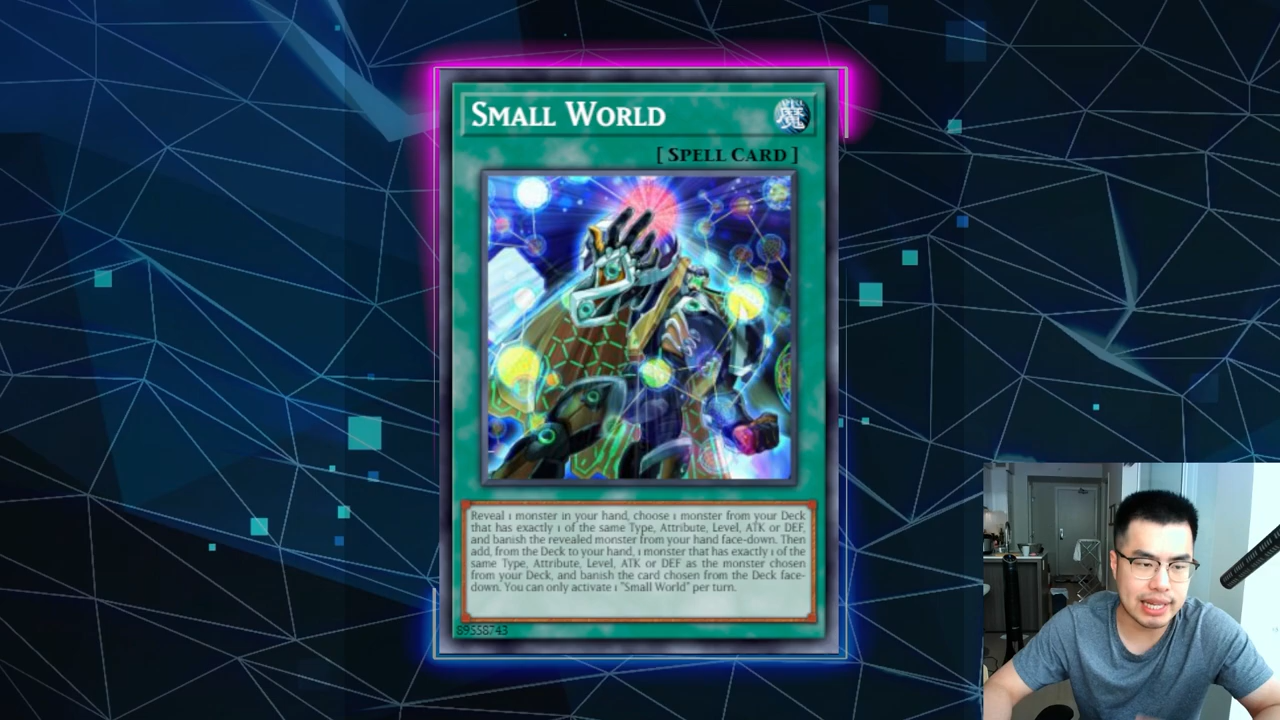 SMALL WORLD
魔
[ SPELL CARD ]
Reveal 1 monster in your hand, choose 1 monster from your Deck
that has exactly 1 of the same Type, Attribute, Level, ATK or DEF,
and banish the revealed monster from your hand face-down. Then
add, from the Deck to your hand, 1 monster that has exactly 1 of the
same Type, Attribute, Level, ATK or DEF as the monster chosen
from your Deck, and banish the card chosen from the Deck face-
down. You can only activate 1 "Small World" per turn.
89558743